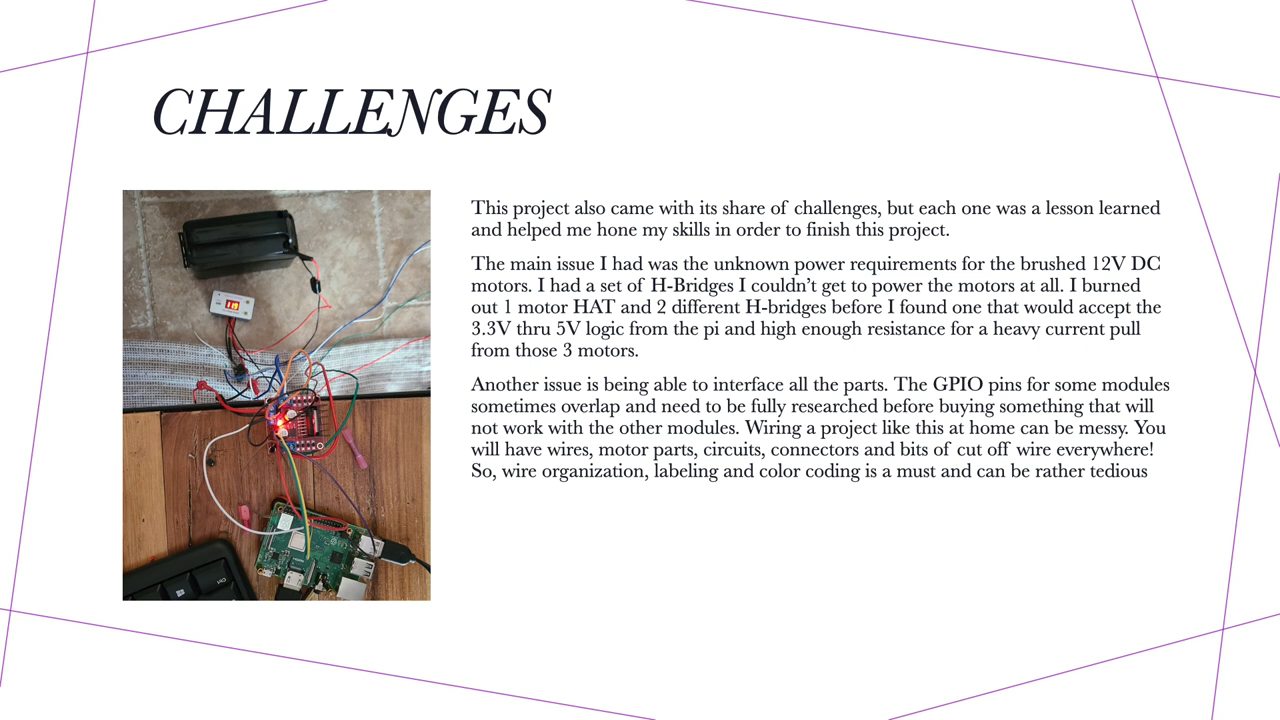 CHALLENGES
This project also came with its share of challenges, but each one was a lesson learned
and helped me hone my skills in order to finish this project.
The main issue I had was the unknown power requirements for the brushed 12V DC
motors. I had a set of H-Bridges I couldn’t get to power the motors at all. I burned
out 1 motor HAT and 2 different H-bridges before I found one that would accept the
3.3V thru 5V logic from the pi and high enough resistance for a heavy current pull
from those 3 motors.
Another issue is being able to interface all the parts. The GPIO pins for some modules
sometimes overlap and need to be fully researched before buying something that will
not work with the other modules. Wiring a project like this at home can be messy. You
will have wires, motor parts, circuits, connectors and bits of cut off wire everywhere!
So, wire organization, labeling and color coding is a must and can be rather tedious